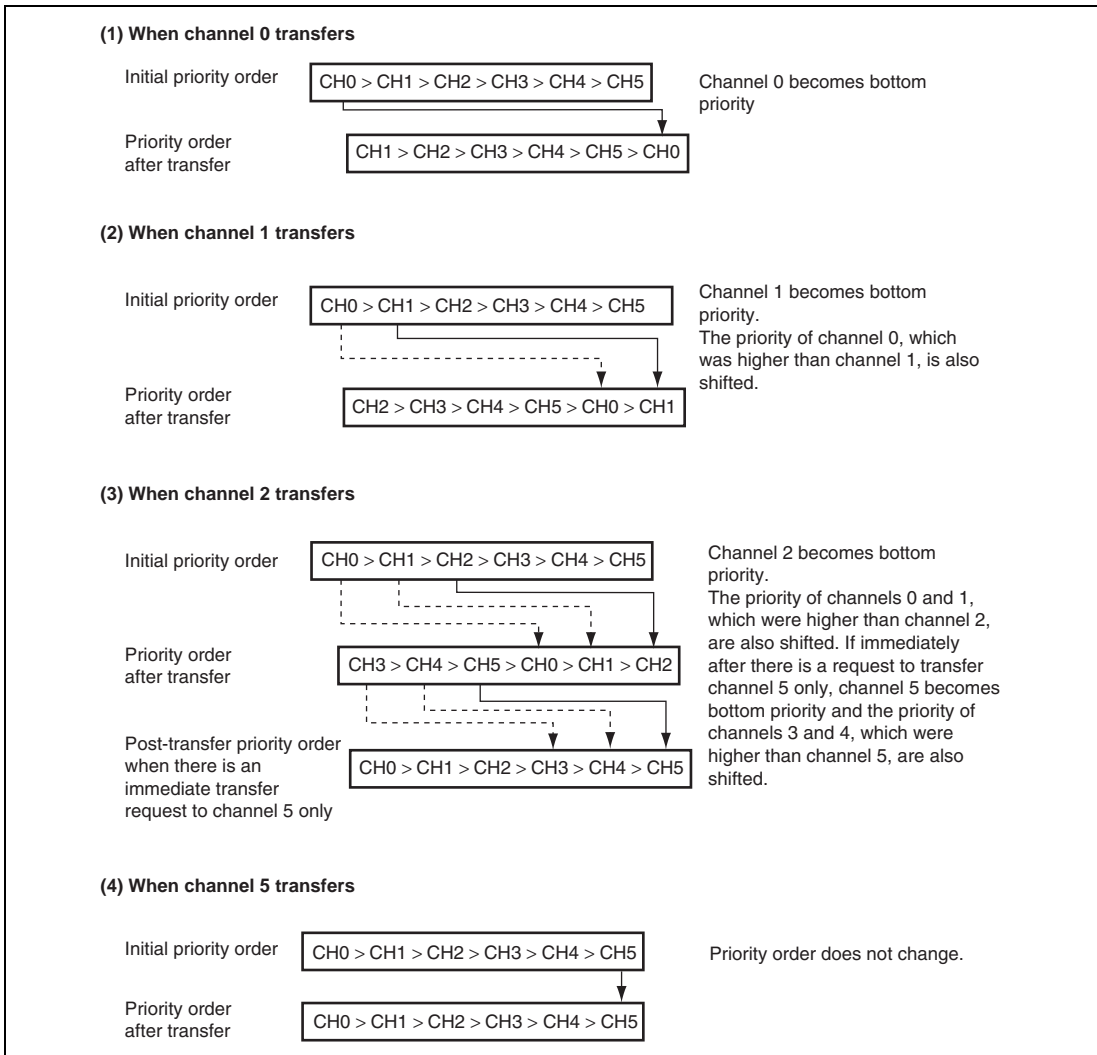 (1) When channel 0 transfers
Initial priority order
CH0 > CH1 > CH2 > CH3 > CH4 > CH5
Channel 0 becomes bottom
priority
Priority order
after transfer
CH1 > CH2 > CH3 > CH4 > CH5 > CH0
(2) When channel 1 transfers
Initial priority order
CH0 > CH1 > CH2 > CH3 > CH4 > CH5
Channel 1 becomes bottom
priority.
The priority of channel 0, which
was higher than channel 1, is also
shifted.
Priority order
after transfer
CH2 > CH3 > CH4 > CH5 > CH0 > CH1
(3) When channel 2 transfers
Initial priority order
CH0 > CH1 > CH2 > CH3 > CH4 > CH5
Channel 2 becomes bottom
priority.
The priority of channels 0 and 1,
which were higher than channel 2,
are also shifted. If immediately
after there is a request to transfer
channel 5 only, channel 5 becomes
bottom priority and the priority of
channels 3 and 4, which were
higher than channel 5, are also
shifted.
Priority order
after transfer
CH3 > CH4 > CH5 > CH0 > CH1 > CH2
Post-transfer priority order
when there is an
immediate transfer
request to channel 5 only
CH0 > CH1 > CH2 > CH3 > CH4 > CH5
(4) When channel 5 transfers
Initial priority order
CH0 > CH1 > CH2 > CH3 > CH4 > CH5
Priority order does not change.
Priority order
after transfer
CH0 > CH1 > CH2 > CH3 > CH4 > CH5